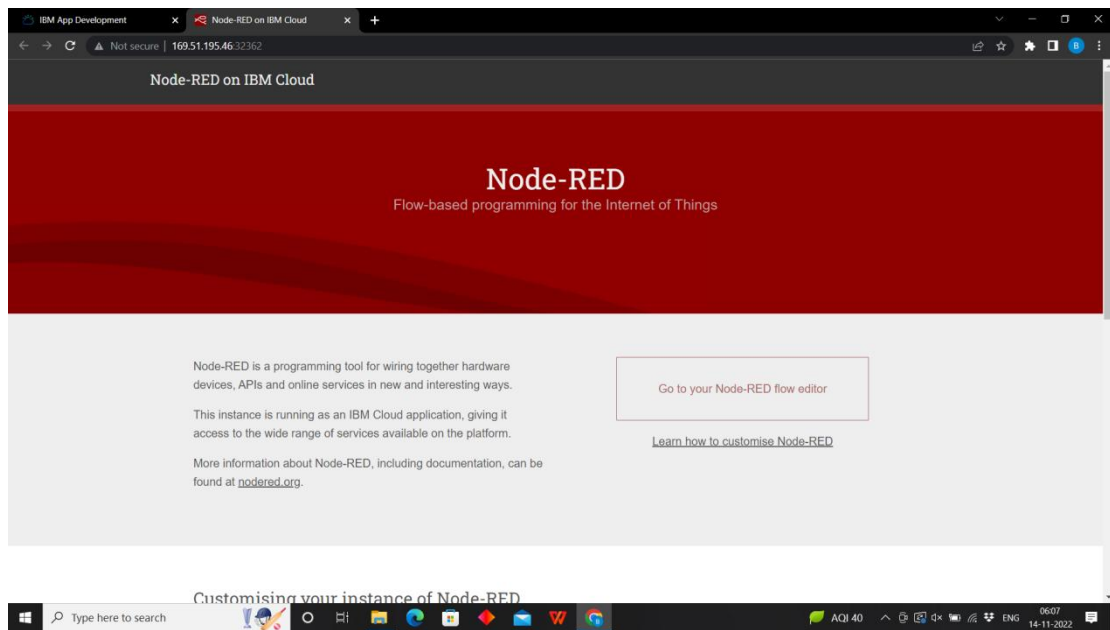 IBM App Development
Node-RED on IBM Cloud
Not secure | 169.51.195.46:32362
B
Node-RED on IBM Cloud
Node-RED
Flow-based programming for the Internet of Things
Node-RED is a programming tool for wiring together hardware
devices, APIs and online services in new and interesting ways.
This instance is running as an IBM Cloud application, giving it
access to the wide range of services available on the platform.
More information about Node-RED, including documentation, can be
found at nodered.org.
Go to your Node-RED flow editor
Learn how to customise Node-RED
Customising your instance of Node-RED
Type here to search
AQI 40
ENG
06:07
14-11-2022